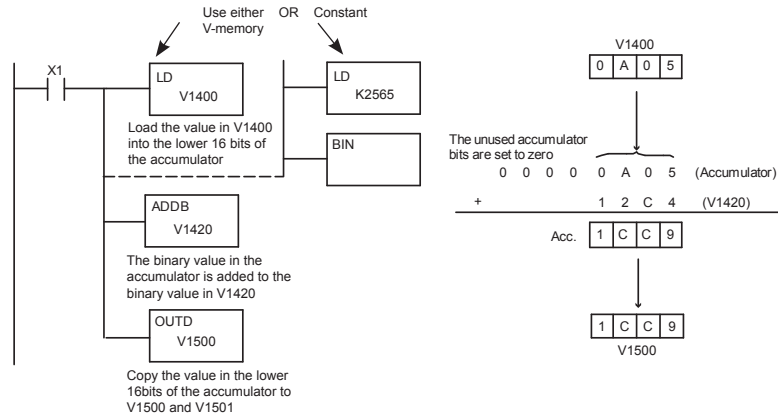 Use either OR Constant
V-memory
X1
LD
V1400
Load the value in V1400
into the lower 16 bits of
the accumulator
LD
K2565
BIN
ADDB
V1420
The binary value in the
accumulator is added to the
binary value in V1420
OUTD
V1500
Copy the value in the lower
16bits of the accumulator to
V1500 and V1501
V1400
0 A 0 5
The unused accumulator
bits are set to zero
0 0 0 0 0 A 0 5 (Accumulator)
+ 1 2 C 4 (V1420)
Acc. 1 C C 9
1 C C 9
V1500